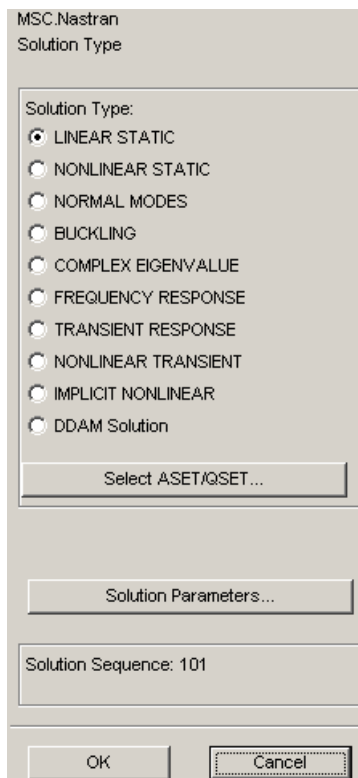 MSC.Nastran
Solution Type
Solution Type:
LINEAR STATIC
NONLINEAR STATIC
NORMAL MODES
BUCKLING
COMPLEX EIGENVALUE
FREQUENCY RESPONSE
TRANSIENT RESPONSE
NONLINEAR TRANSIENT
IMPLICIT NONLINEAR
DDAM Solution
Select ASET/QSET...
Solution Parameters...
Solution Sequence: 101
OK Cancel